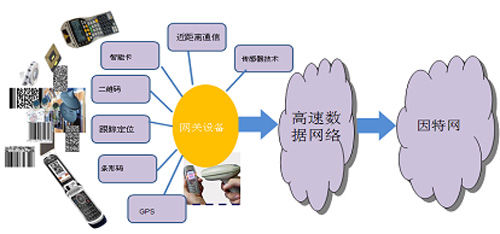 近距离通信
智能卡
传感器技术
二维码
跟踪定位
网关设备
条形码
GPS
高速数
据网络
因特网